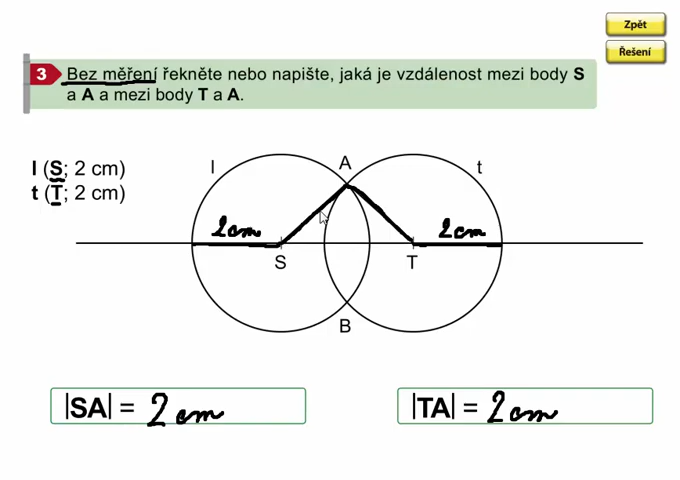 Zpět
Řešení
3 Bez měření řekněte nebo napište, jaká je vzdálenost mezi body S
a A a mezi body T a A.
l (S; 2 cm)
t (T; 2 cm)
l
A
t
2cm
2cm
S
T
B
|SA| = 2 cm
|TA| = 2 cm